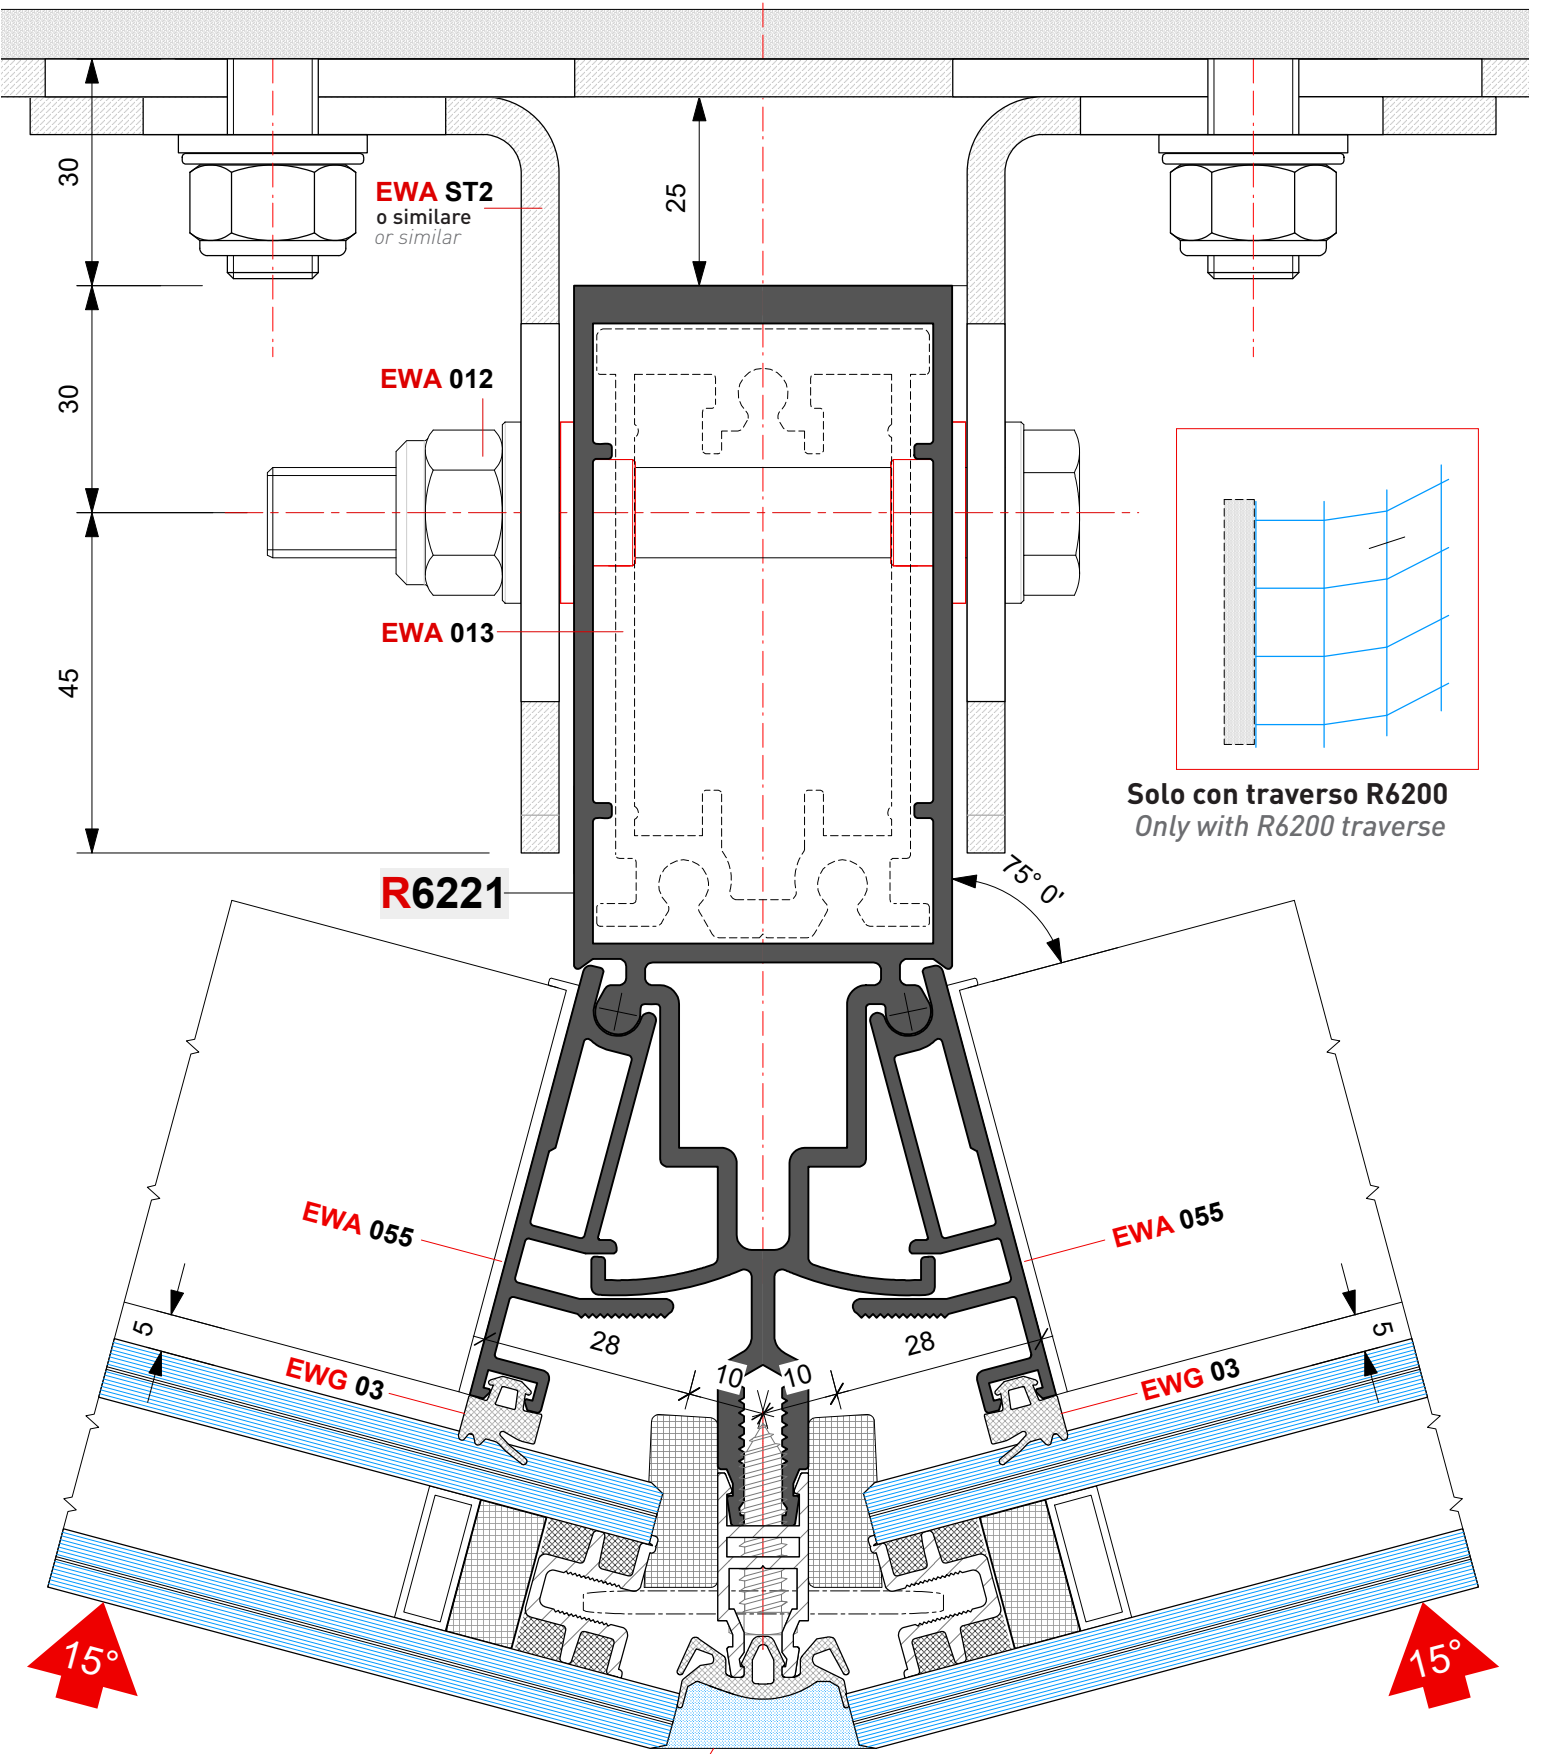 30
EWA ST2
o similare
or similar
25
30
EWA 012
EWA 013
45
Solo con traverso R6200
Only with R6200 traverse
R6221
75° 0'
EWA 055
EWA 055
5
28
28
5
EWG 03
10
10
EWG 03
15°
15°